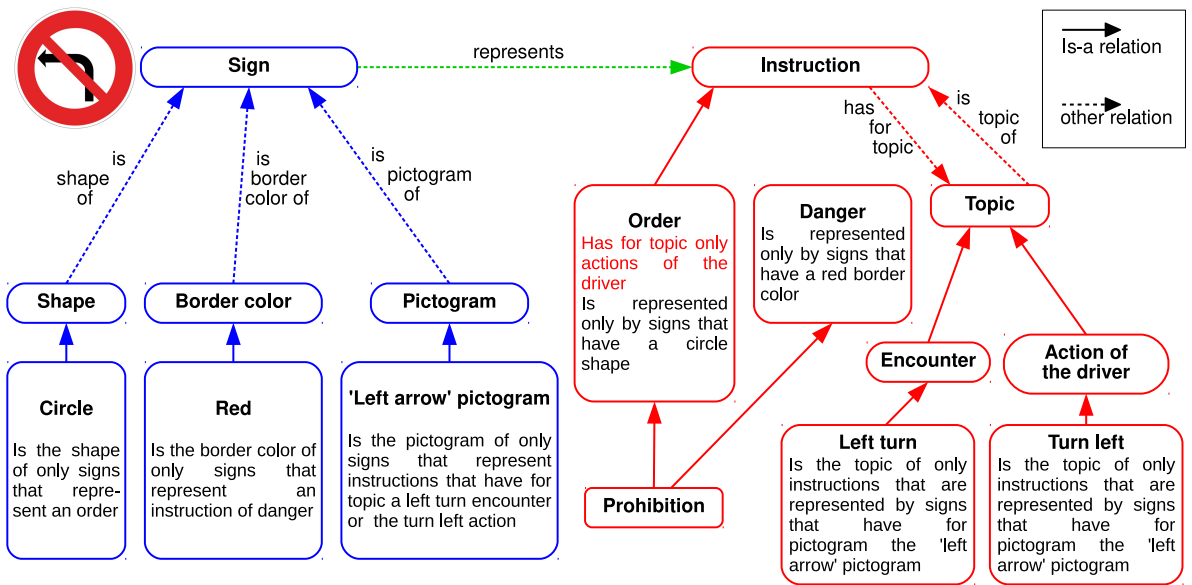 Sign
represents
Instruction
Is-a relation
other relation
is
shape
of
is
border
color of
is
pictogram
of
has
for
topic
is
topic
of
Shape
Border color
Pictogram
Order
Has for topic only
actions of the
driver
Is represented
only by signs that
have a circle
shape
Danger
Is represented
only by signs that
have a red border
color
Topic
Encounter
Action of
the driver
Circle
Is the shape
of only signs
that repre-
sent an order
Red
Is the border color of
only signs that
represent an
instruction of danger
'Left arrow' pictogram
Is the pictogram of only
signs that represent
instructions that have for
topic a left turn encounter
or the turn left action
Prohibition
Left turn
Is the topic of only
instructions that are
represented by signs
that have for
pictogram the 'left
arrow' pictogram
Turn left
Is the topic of only
instructions that are
represented by signs
that have for
pictogram the 'left
arrow' pictogram